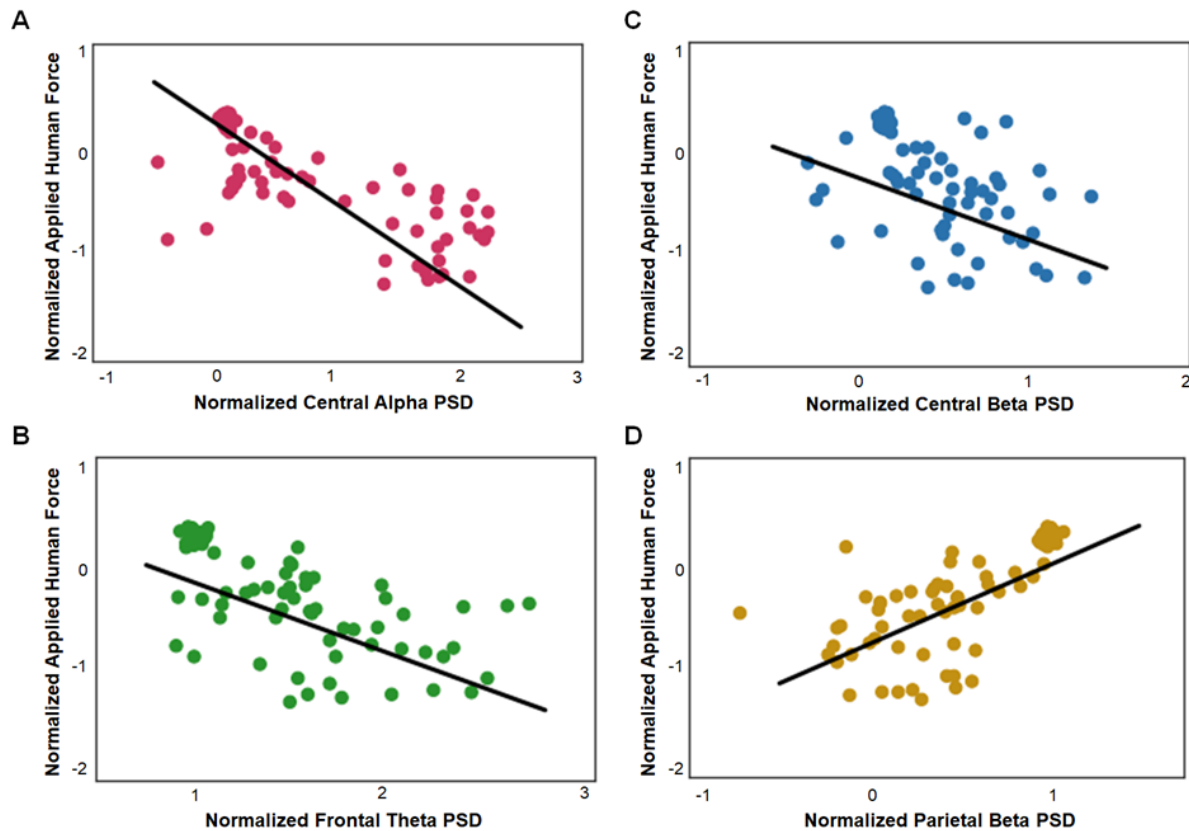 A
Normalized Applied Human Force
1
0
-1
-2
-1 0 1 2 3
Normalized Central Alpha PSD
C
Normalized Applied Human Force
1
0
-1
-2
-1 0 1 2
Normalized Central Beta PSD
B
Normalized Applied Human Force
1
0
-1
-2
1 2 3
Normalized Frontal Theta PSD
D
Normalized Applied Human Force
1
0
-1
-2
-1 0 1
Normalized Parietal Beta PSD